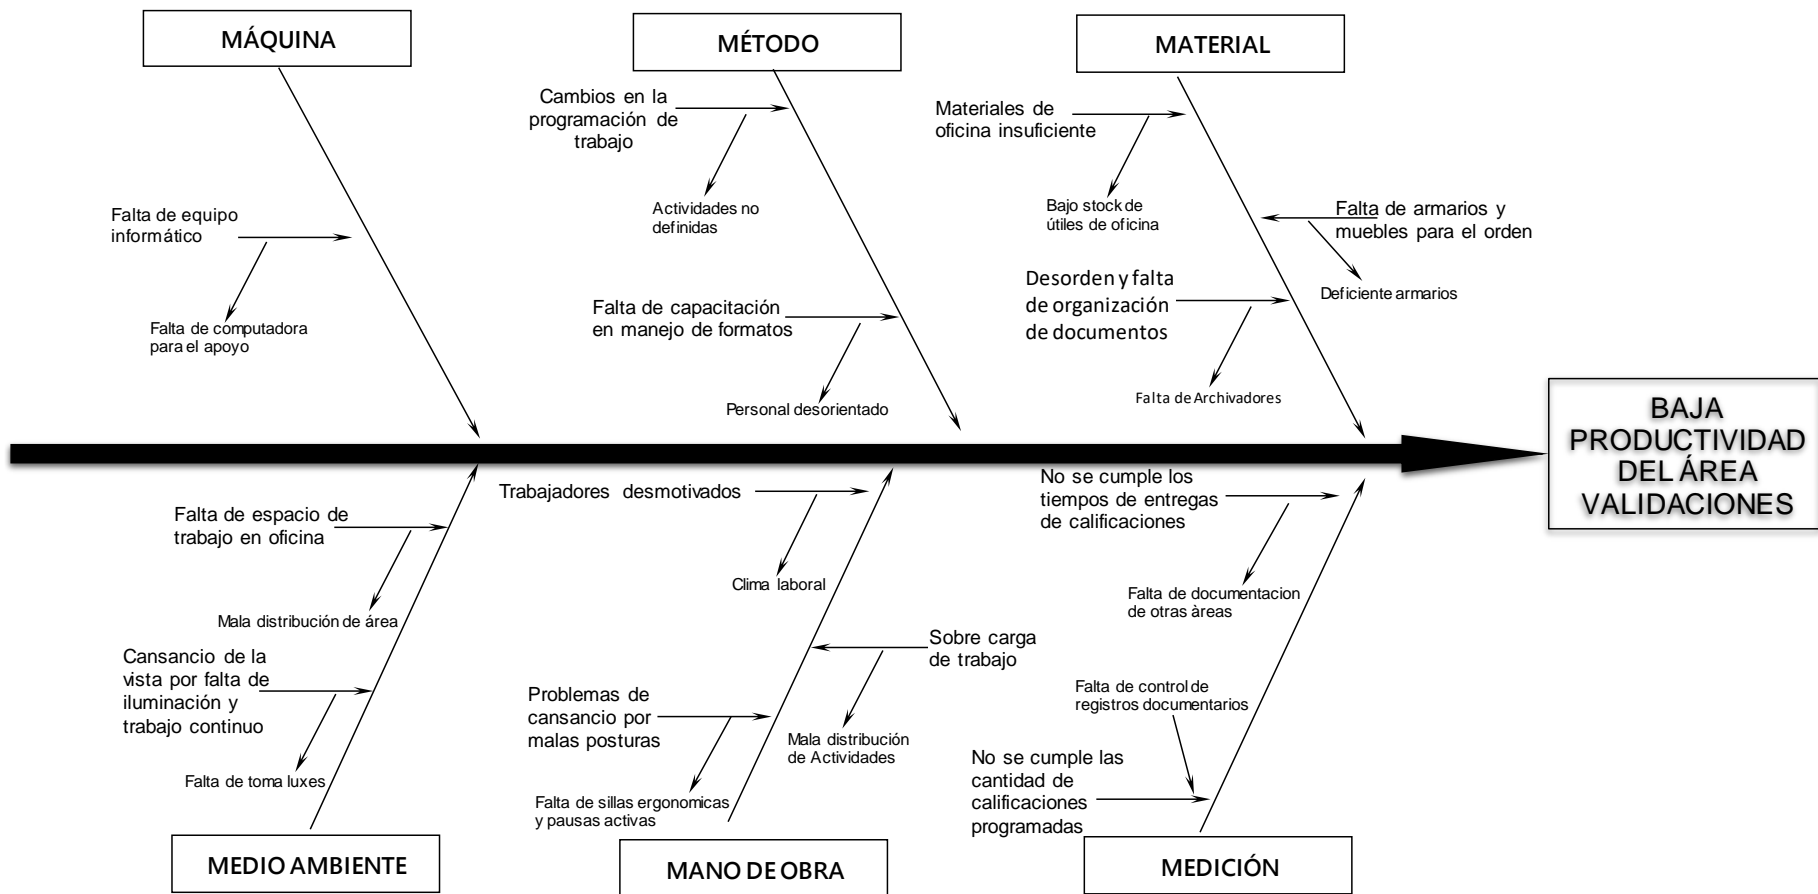 MÁQUINA
MÉTODO
MATERIAL
Cambios en la
programación de
trabajo
Materiales de
oficina insuficiente
Falta de equipo
informático
Actividades no
definidas
Bajo stock de
útiles de oficina
Falta de armarios y
muebles para el orden
Falta de computadora
para el apoyo
Falta de capacitación
en manejo de formatos
Desorden y falta
de organización
de documentos
Deficiente armarios
Personal desorientado
Falta de Archivadores
BAJA
PRODUCTIVIDAD
DEL ÁREA
VALIDACIONES
Falta de espacio de
trabajo en oficina
Trabajadores desmotivados
No se cumple los
tiempos de entregas
de calificaciones
Mala distribución de área
Clima laboral
Falta de documentacion
de otras àreas
Cansancio de la
vista por falta de
iluminación y
trabajo continuo
Sobre carga
de trabajo
Problemas de
cansancio por
malas posturas
Falta de control de
registros documentarios
Falta de toma luxes
Mala distribución
de Actividades
No se cumple las
cantidad de
calificaciones
programadas
Falta de sillas ergonomicas
y pausas activas
MEDIO AMBIENTE
MANO DE OBRA
MEDICIÓN